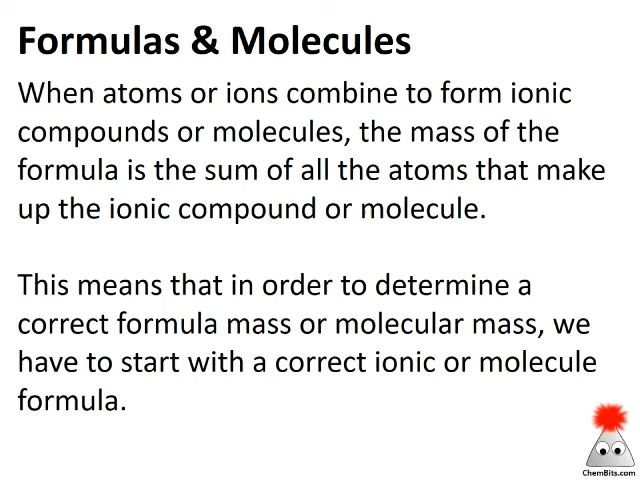 Formulas & Molecules
When atoms or ions combine to form ionic
compounds or molecules, the mass of the
formula is the sum of all the atoms that make
up the ionic compound or molecule.
This means that in order to determine a
correct formula mass or molecular mass, we
have to start with a correct ionic or molecule
formula.
ChemBits.com